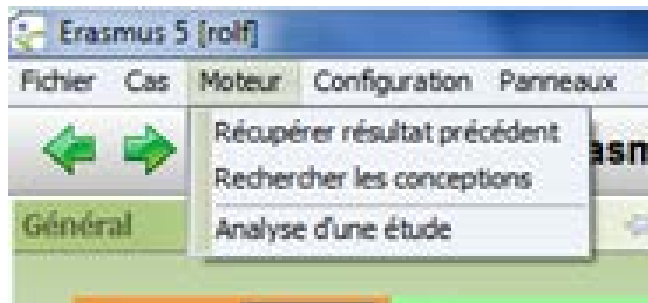 Erasmus 5 [rolf]
Fichier Cas Moteur Configuration Panneaux
Récupérer résultat précédent
Rechercher les conceptions
Général Analyse d'une étude